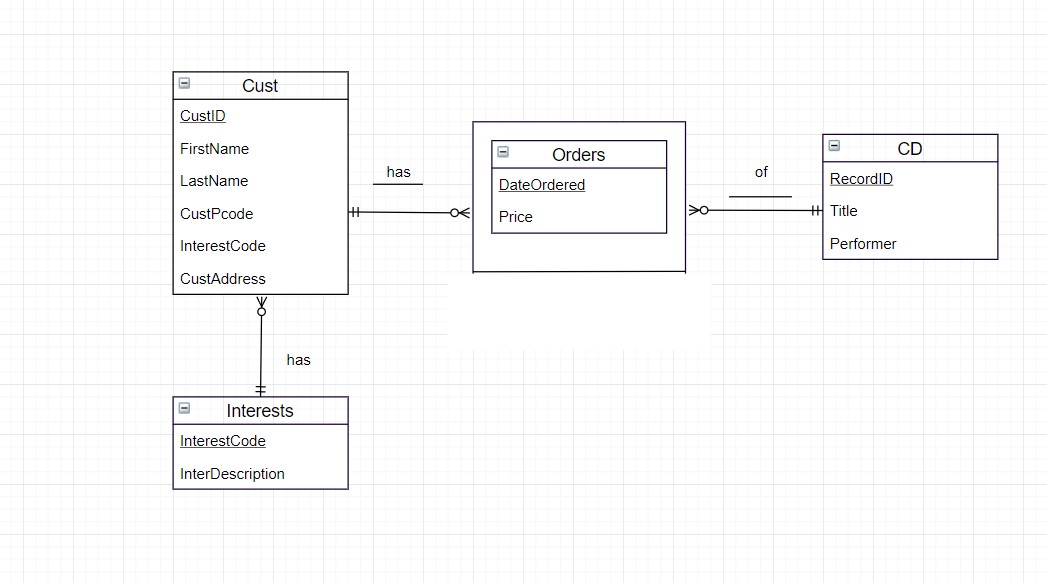 Cust
CustID
FirstName
LastName
CustPcode
InterestCode
CustAddress
has
Orders
DateOrdered
Price
of
CD
RecordID
Title
Performer
has
Interests
InterestCode
InterDescription